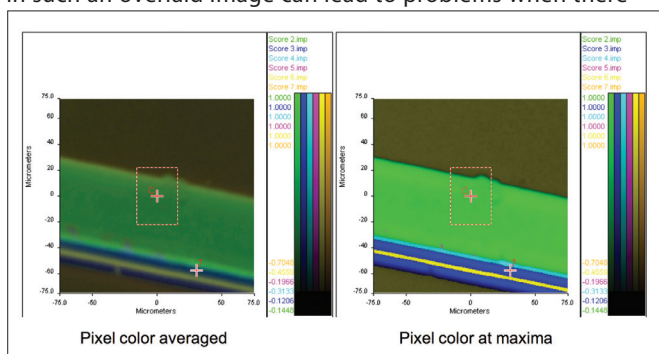 in such an overlaid image can lead to problems when there
Score 2.imp
Score 3.imp
Score 4.imp
Score 5.imp
Score 6.imp
Score 7.imp
1.0000
1.0000
1.0000
1.0000
1.0000
1.0000
75.0
60
40
20
0
-20
-40
-60
-75.0
Micrometers
-75.0
-50
0
50
75.0
Micrometers
-0.7048
-0.4555
-0.1966
-0.3133
-0.1206
-0.1448
Pixel color averaged
Score 2.imp
Score 3.imp
Score 4.imp
Score 5.imp
Score 6.imp
Score 7.imp
1.0000
1.0000
1.0000
1.0000
1.0000
1.0000
75.0
60
40
20
0
-20
-40
-60
-75.0
Micrometers
-75.0
-50
0
50
75.0
Micrometers
-0.7048
-0.1966
-0.3133
-0.1206
-0.1448
Pixel color at maxima